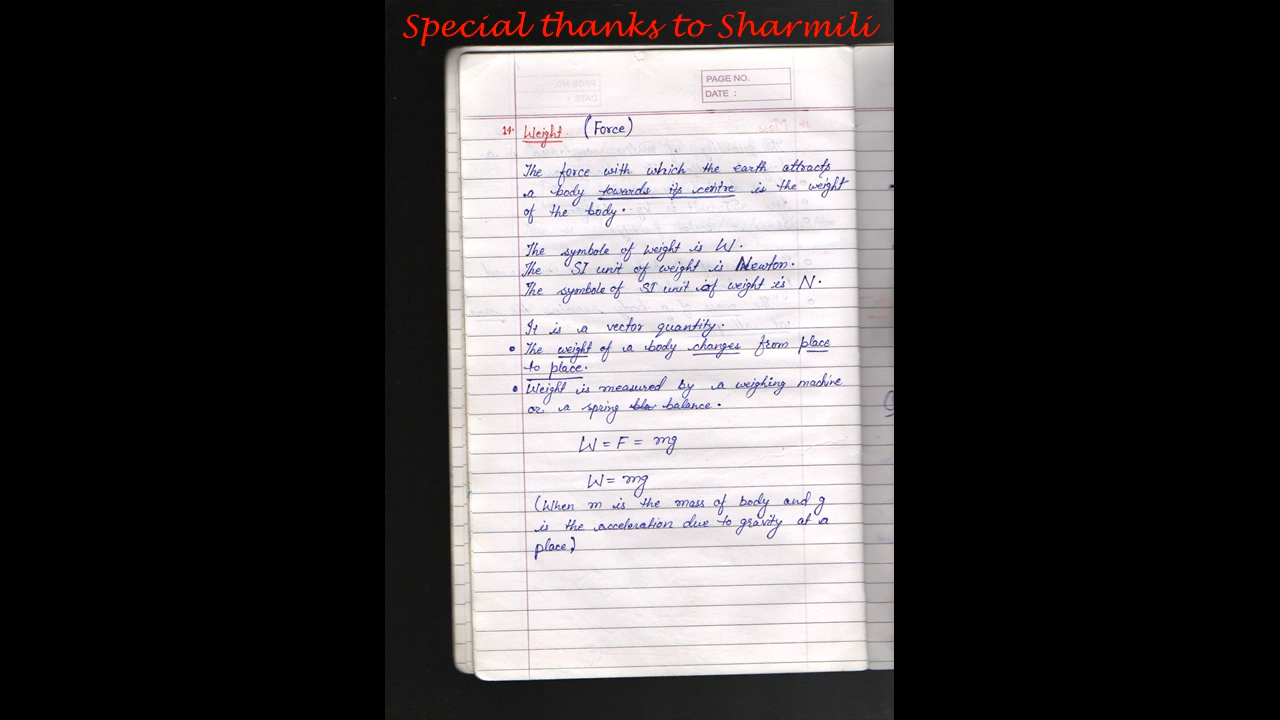 Special thanks to Sharmili
PAGE NO.
DATE :
14. Weight (Force)
The force with which the earth attracts
a body towards its centre is the weight
of the body.
The symbole of weight is W.
The SI unit of weight is Newton.
The symbole of SI unit of weight is N.
It is a vector quantity.
• The weight of a body changes from place
to place.
• Weight is measured by a weighing machine
or a spring balance.
W = F = mg
W = mg
(When m is the mass of body and g
is the acceleration due to gravity at a
place)